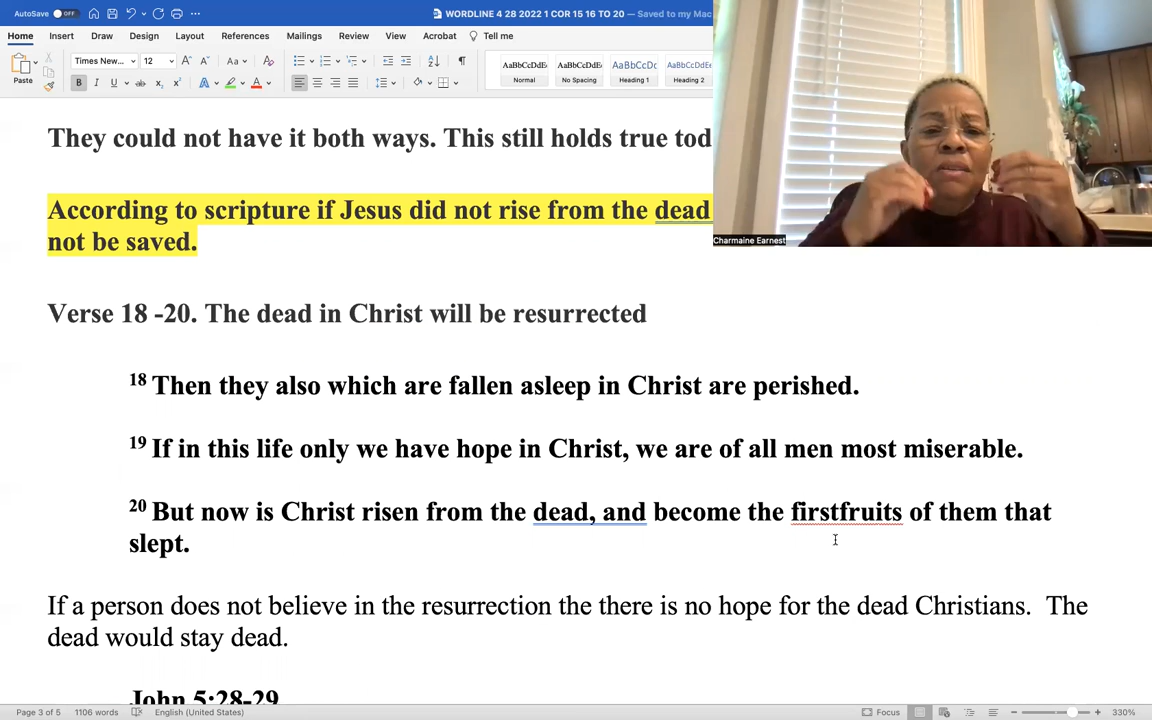 AutoSave OFF WORDLINE 4 28 2022 1 COR 15 16 TO 20 — Saved to my Mac
Home Insert Draw Design Layout References Mailings Review View Acrobat Tell me
Paste Times New... 12 AaBbCcDdE Normal AaBbCcDdE No Spacing AaBbCcDc Heading 1 AaBbCcDdEe Heading 2
They could not have it both ways. This still holds true tod
According to scripture if Jesus did not rise from the dead
not be saved.
Charmaine Earnest
Verse 18 -20. The dead in Christ will be resurrected
18 Then they also which are fallen asleep in Christ are perished.
19 If in this life only we have hope in Christ, we are of all men most miserable.
20 But now is Christ risen from the dead, and become the firstfruits of them that
slept.
If a person does not believe in the resurrection the there is no hope for the dead Christians. The
dead would stay dead.
John 5:28-29
Page 3 of 5 1106 words English (United States) Focus 330%